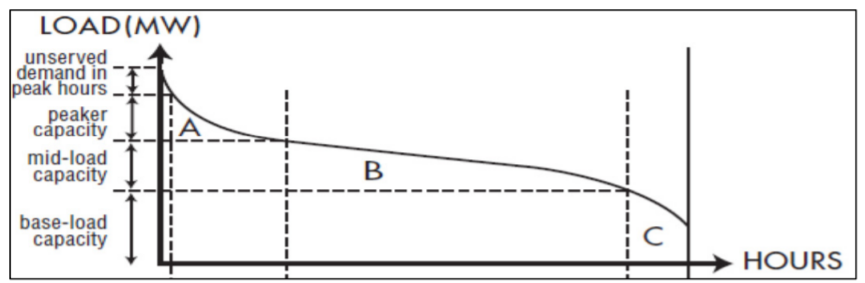 LOAD(MW)
unserved
demand in
peak hours
peaker
capacity
A
mid-load
capacity
B
base-load
capacity
C
HOURS